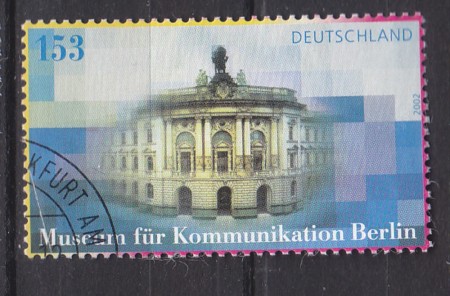 153
DEUTSCHLAND
2002
KFURT AM
Museum für Kommunikation Berlin